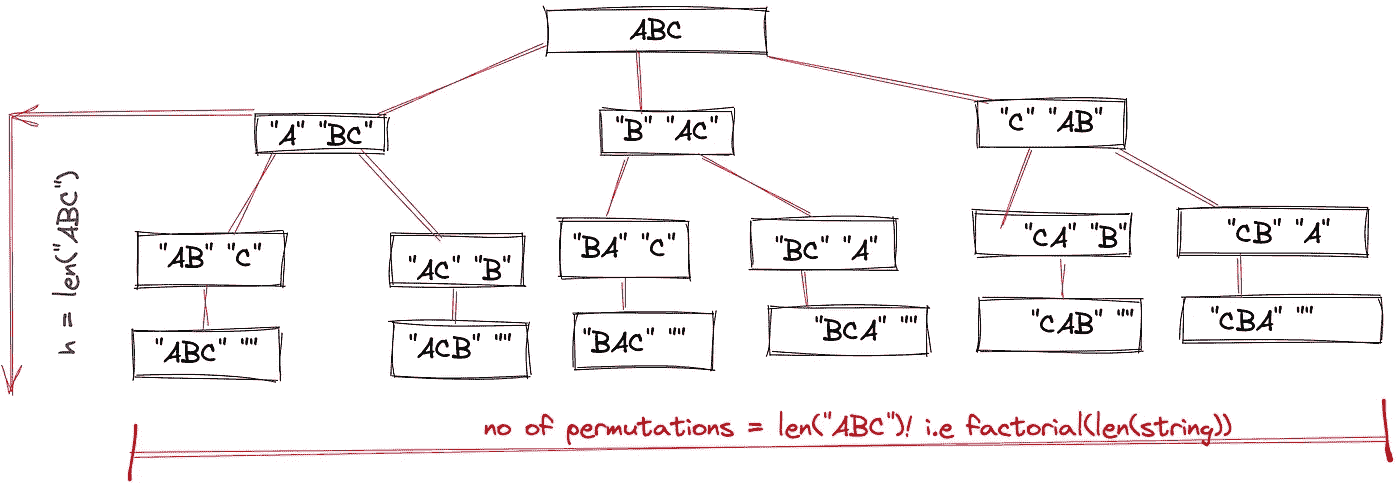 ABC
"A" "BC"
"B" "AC"
"C" "AB"
h = len("ABC")
"AB" "C"
"AC" "B"
"BA" "C"
"BC" "A"
"CA" "B"
"CB" "A"
"ABC" ""
"ACB" ""
"BAC" ""
"BCA" ""
"CAB" ""
"CBA" ""
no of permutations = len("ABC")! i.e factorial(len(string))